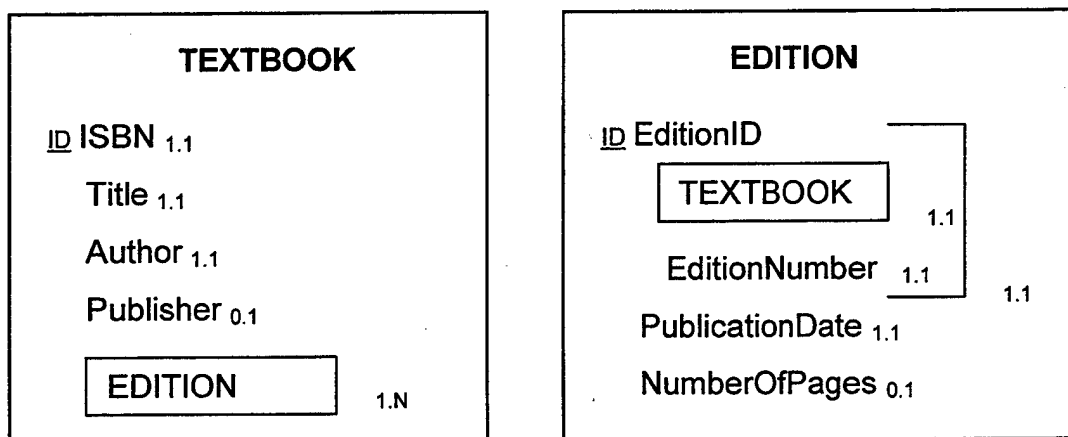 TEXTBOOK
ID ISBN 1.1
Title 1.1
Author 1.1
Publisher 0.1
EDITION 1.N
EDITION
ID EditionID
TEXTBOOK 1.1
EditionNumber 1.1
1.1
PublicationDate 1.1
NumberOfPages 0.1